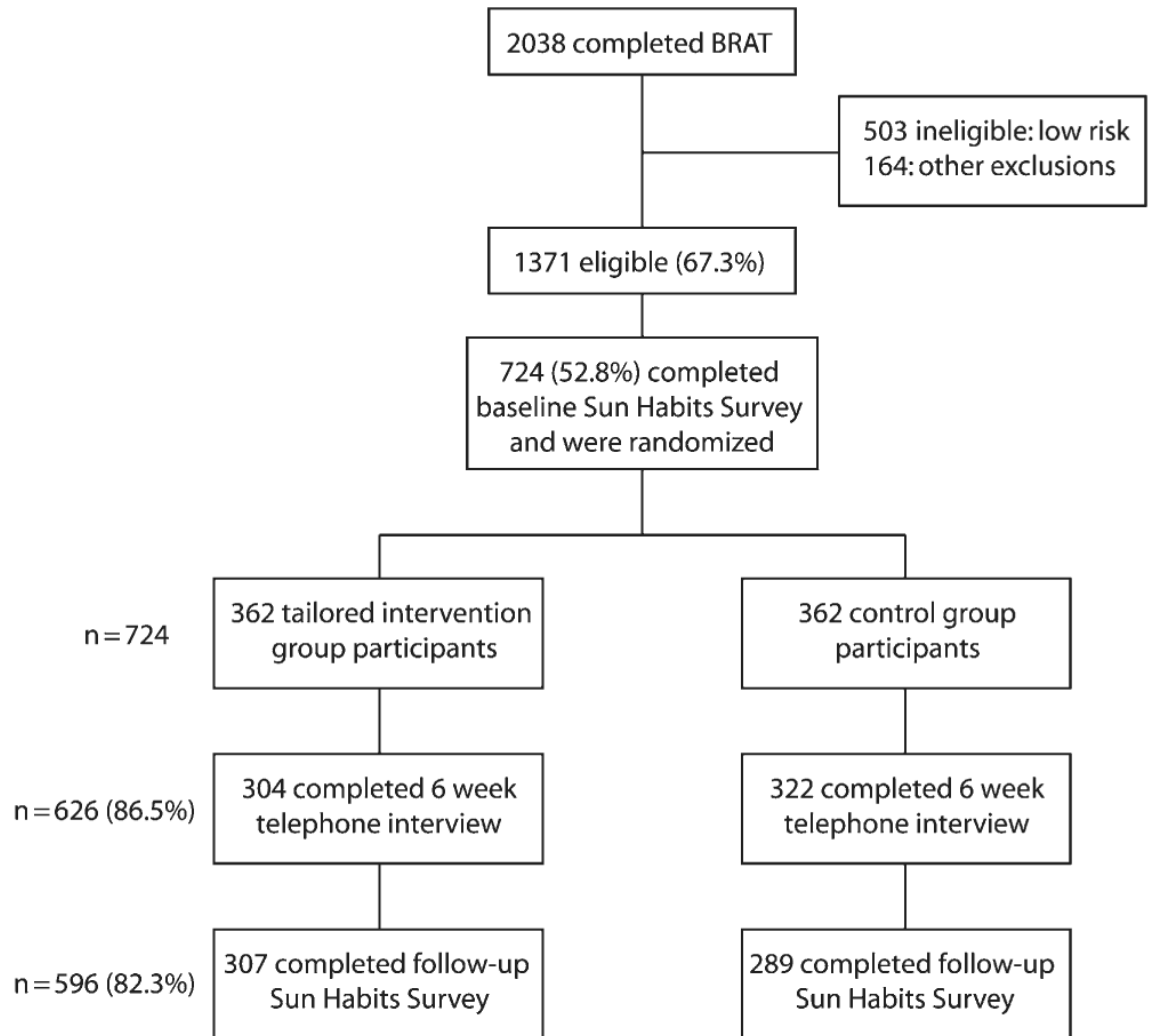 2038 completed BRAT
503 ineligible: low risk
164: other exclusions
1371 eligible (67.3%)
724 (52.8%) completed
baseline Sun Habits Survey
and were randomized
n=724
362 tailored intervention
group participants
362 control group
participants
n=626 (86.5%)
304 completed 6 week
telephone interview
322 completed 6 week
telephone interview
n=596 (82.3%)
307 completed follow-up
Sun Habits Survey
289 completed follow-up
Sun Habits Survey